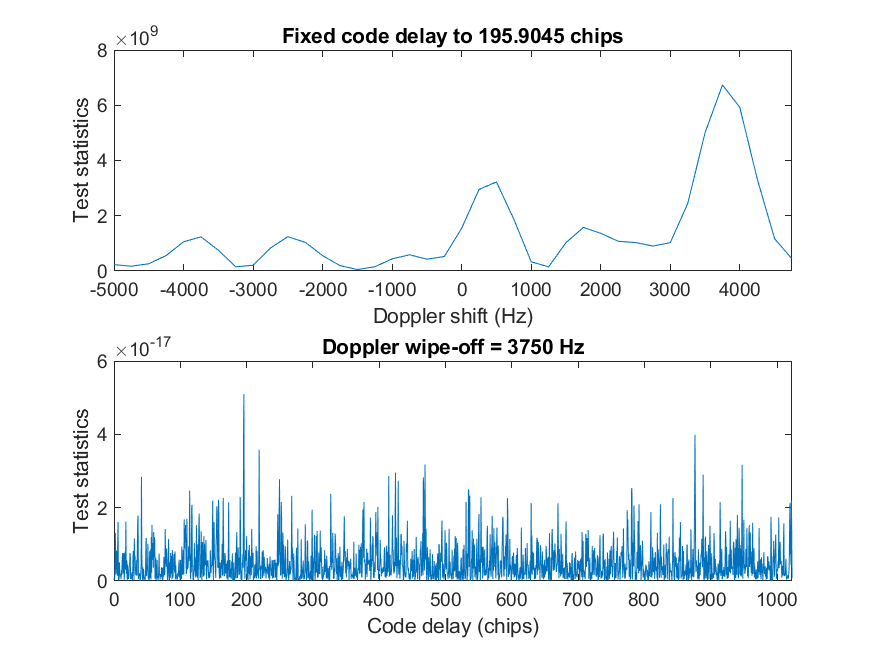 ×10^9
Fixed code delay to 195.9045 chips
Test statistics
8
6
4
2
0
-5000 -4000 -3000 -2000 -1000 0 1000 2000 3000 4000
Doppler shift (Hz)
×10^-17
Doppler wipe-off = 3750 Hz
Test statistics
6
4
2
0
0 100 200 300 400 500 600 700 800 900 1000
Code delay (chips)